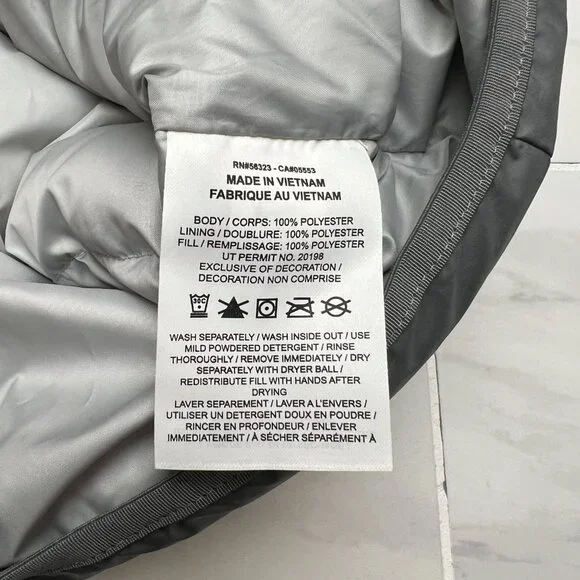 RN#56323 - CA#05553
MADE IN VIETNAM
FABRIQUE AU VIETNAM
BODY / CORPS: 100% POLYESTER
LINING / DOUBLURE: 100% POLYESTER
FILL / REMPLISSAGE: 100% POLYESTER
UT PERMIT NO. 20198
EXCLUSIVE OF DECORATION /
DECORATION NON COMPRISE
WASH SEPARATELY / WASH INSIDE OUT / USE
MILD POWDERED DETERGENT / RINSE
THOROUGHLY / REMOVE IMMEDIATELY / DRY
SEPARATELY WITH DRYER BALL /
REDISTRIBUTE FILL WITH HANDS AFTER
DRYING
LAVER SEPAREMENT / LAVER A L'ENVERS /
UTILISER UN DETERGENT DOUX EN POUDRE /
RINCER EN PROFONDEUR / ENLEVER
IMMEDIATEMENT / À SÉCHER SÉPARÉMENT À